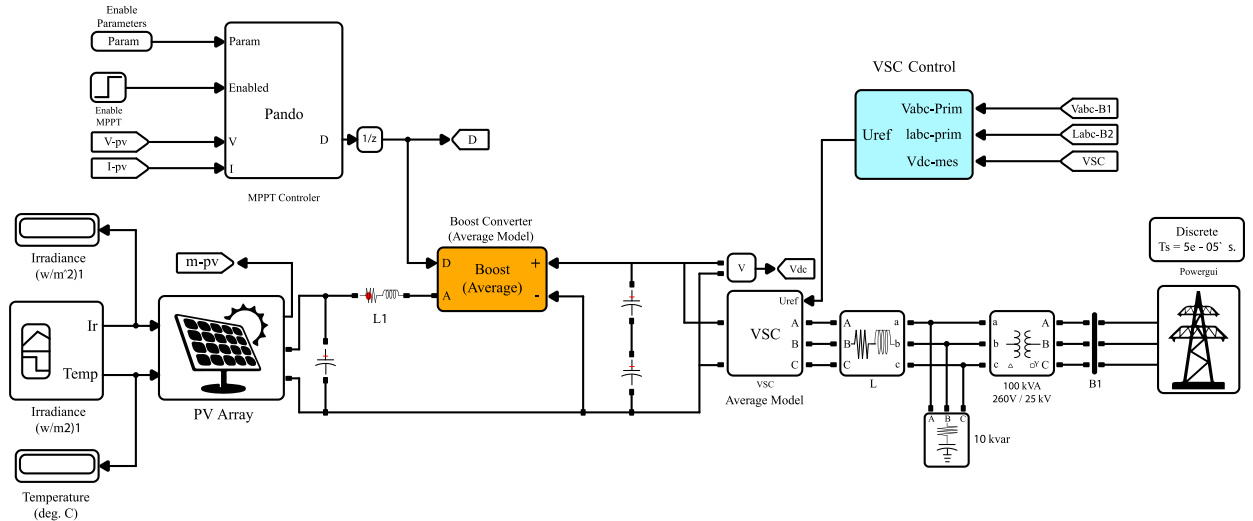 Enable
Parameters
Param
Enable
MPPT
V-pv
I-pv
Param
Enabled
Pando
V
D
I
MPPT Controler
1/z
D
VSC Control
Vabc-Prim
Uref
labc-prim
Vdc-mes
Vabc-B1
Labc-B2
VSC
Irradiance
(w/m^2)1
m-pv
Ir
Temp
Irradiance
(w/m2)1
PV Array
Temperature
(deg. C)
L1
Boost Converter
(Average Model)
D
+
Boost
(Average)
A
-
V
Vdc
Uref
VSC
A
B
C
VSC
Average Model
A
B
C
a
b
c
L
A B C
10 kvar
a
b
c
A
B
C
△
Y
100 kVA
260V / 25 kV
B1
Discrete
Ts = 5e - 05` s.
Powergui